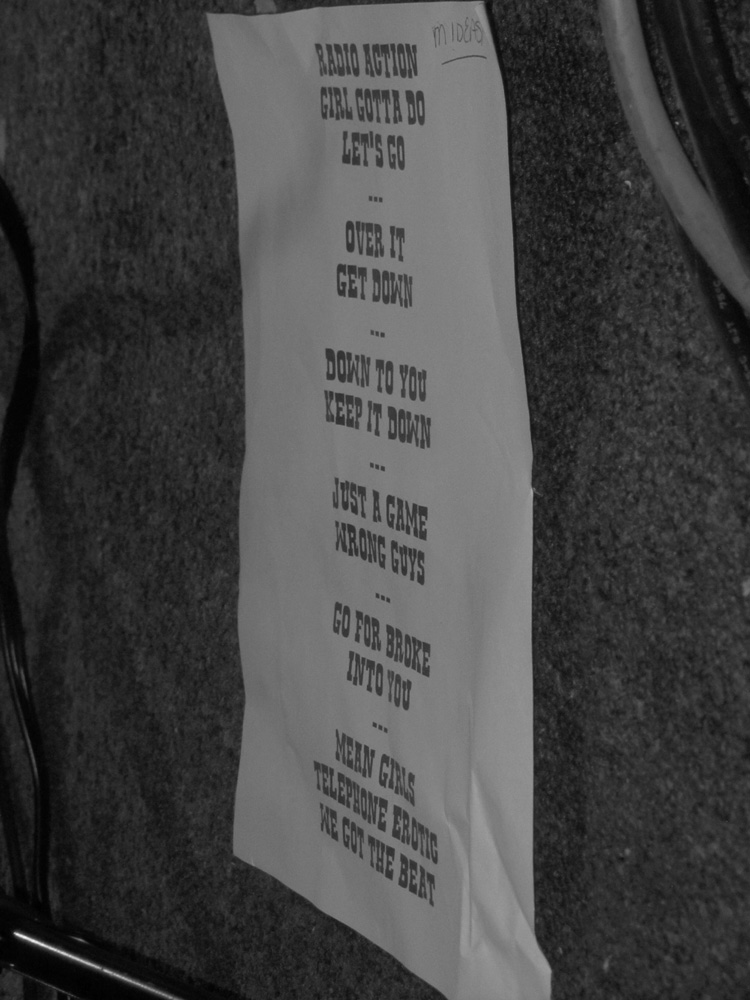 RADIO ACTION
GIRL GOTTA DO
LET'S GO
...
OVER IT
GET DOWN
...
DOWN TO YOU
KEEP IT DOWN
...
JUST A GAME
WRONG GUYS
...
GO FOR BROKE
INTO YOU
...
MEAN GIRLS
TELEPHONE EROTIC
WE GOT THE BEAT